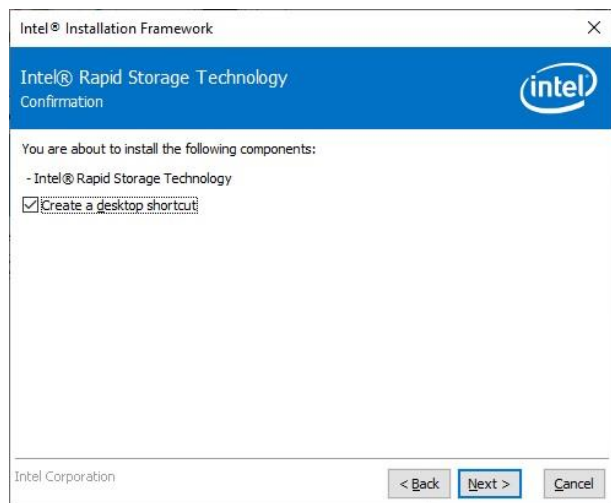 Intel® Installation Framework
Intel® Rapid Storage Technology
Confirmation
intel
You are about to install the following components:
- Intel® Rapid Storage Technology
Create a desktop shortcut
Intel Corporation
< Back Next > Cancel